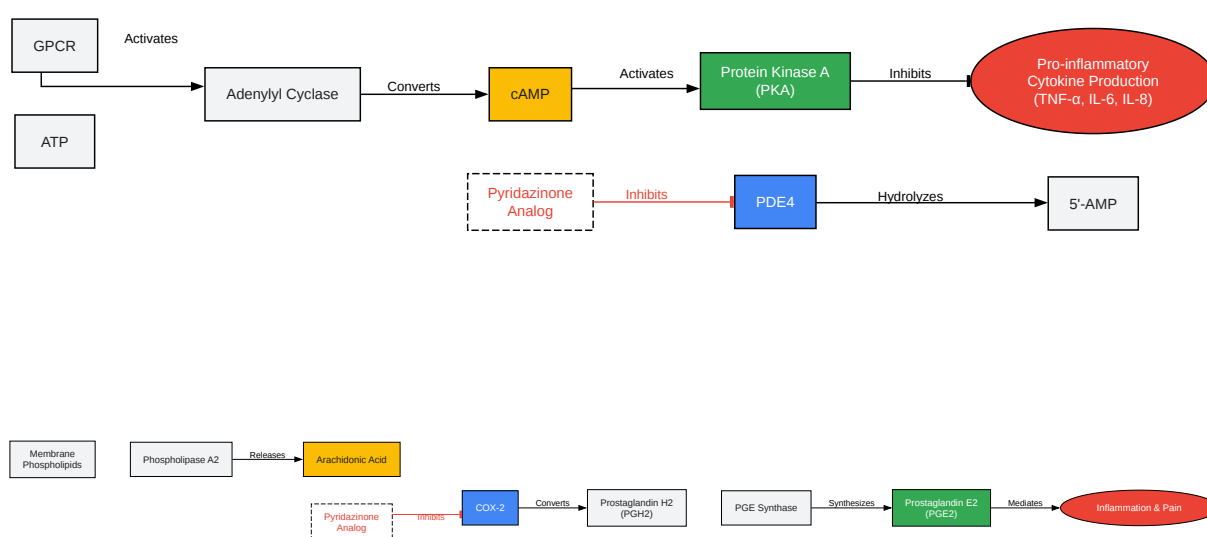 GPCR
Activates
Adenylyl Cyclase
Converts
cAMP
Activates
Protein Kinase A
(PKA)
Inhibits
Pro-inflammatory
Cytokine Production
(TNF-α, IL-6, IL-8)
ATP
Pyridazinone
Analog
Inhibits
PDE4
Hydrolyzes
5'-AMP
Membrane
Phospholipids
Phospholipase A2
Releases
Arachidonic Acid
Pyridazinone
Analog
Inhibits
COX-2
Converts
Prostaglandin H2
(PGH2)
PGE Synthase
Synthesizes
Prostaglandin E2
(PGE2)
Mediates
Inflammation & Pain